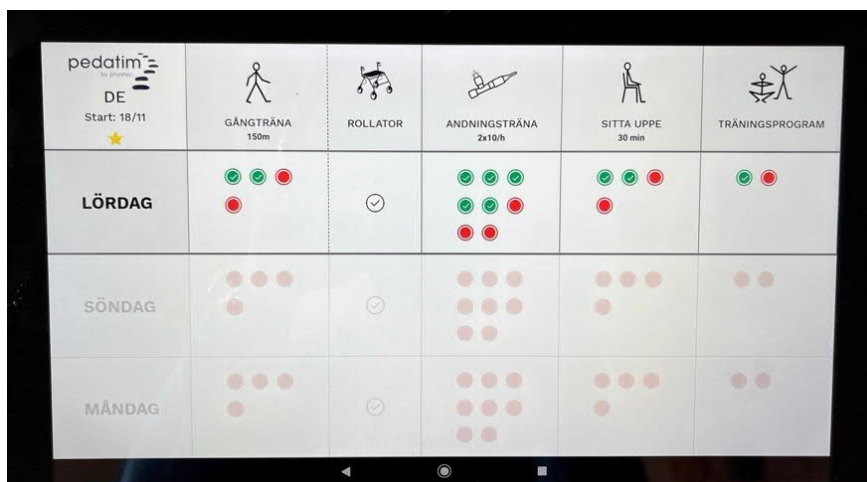 pedatim
DE
Start: 18/11
GÅNGTRÄNA
150m
ROLLATOR
ANDNINGSTRÄNA
2x10/h
SITTA UPPE
30 min
TRÄNINGSPROGRAM
LÖRDAG
SÖNDAG
MÅNDAG